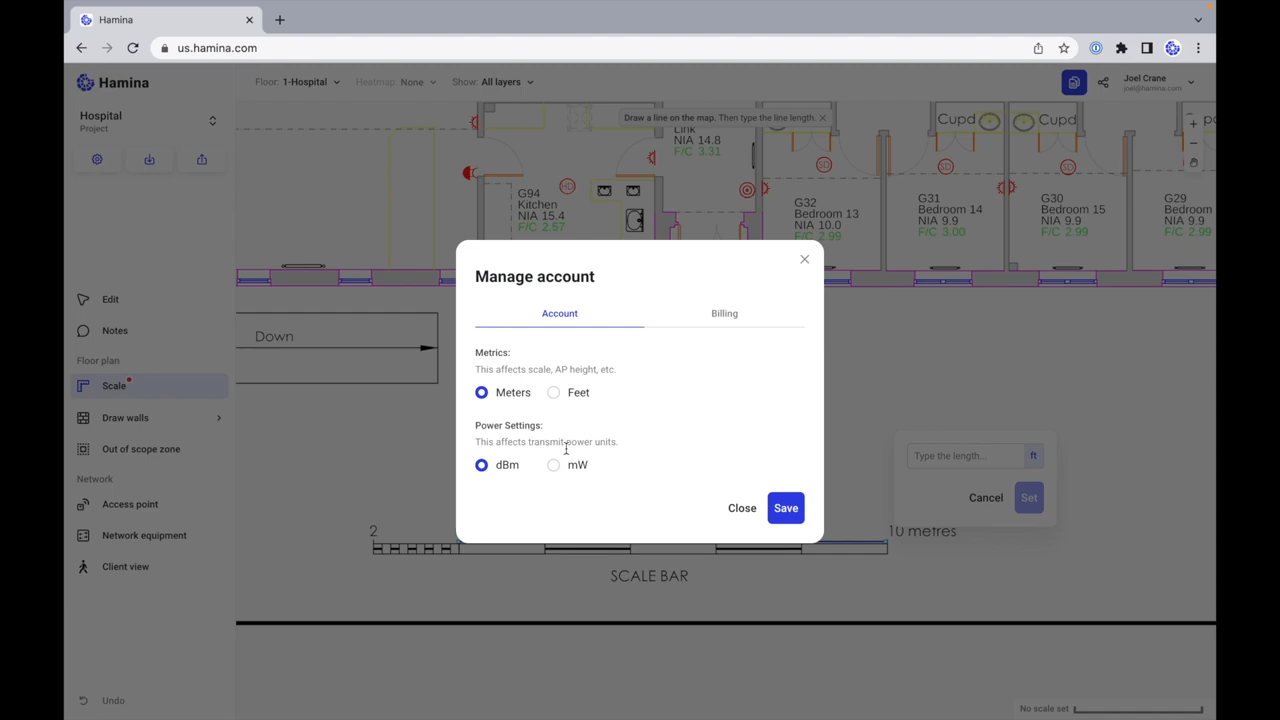 Hamina
us.hamina.com
Hamina
Floor: 1-Hospital
Heatmap: None
Show: All layers
Joel Crane
joel@hamina.com
Hospital
Project
Draw a line on the map. Then type the line length.
Link
NIA 14.8
F/C 3.31
Cupd
Cupd
HD
SD
SD
SD
G94
Kitchen
NIA 15.4
F/C 2.57
G32
Bedroom 13
NIA 10.0
F/C 2.99
G31
Bedroom 14
NIA 9.9
F/C 3.00
G30
Bedroom 15
NIA 9.9
F/C 2.99
G29
Bedroom
NIA 9.9
F/C 2.99
Manage account
Account
Billing
Metrics:
This affects scale, AP height, etc.
Meters
Feet
Power Settings:
This affects transmit power units.
dBm
mW
Close
Save
Edit
Notes
Floor plan
Scale
Draw walls
Out of scope zone
Network
Access point
Network equipment
Client view
Undo
Down
Type the length...
ft
Cancel
Set
2
10 metres
SCALE BAR
No scale set